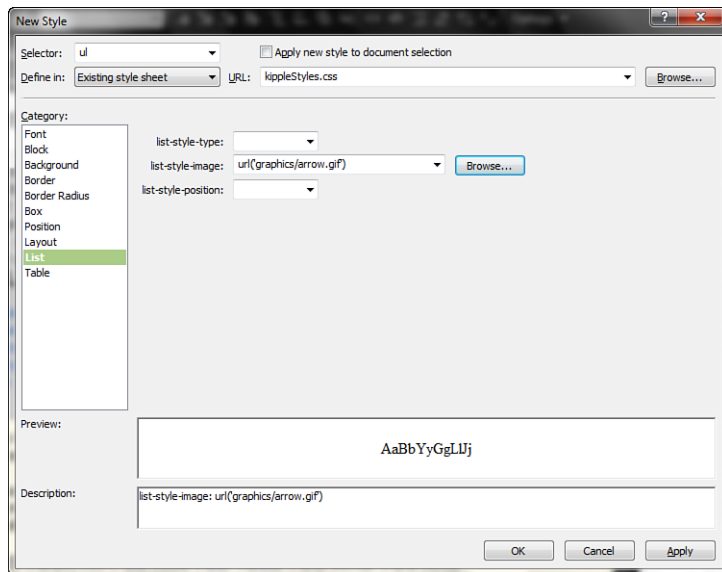 New Style
Selector: ul Apply new style to document selection
Define in: Existing style sheet URL: kippleStyles.css Browse...
Category:
Font
Block
Background
Border
Border Radius
Box
Position
Layout
List
Table
list-style-type:
list-style-image: url('graphics/arrow.gif') Browse...
list-style-position:
Preview:
AaBbYyGgLlJj
Description:
list-style-image: url('graphics/arrow.gif')
OK Cancel Apply